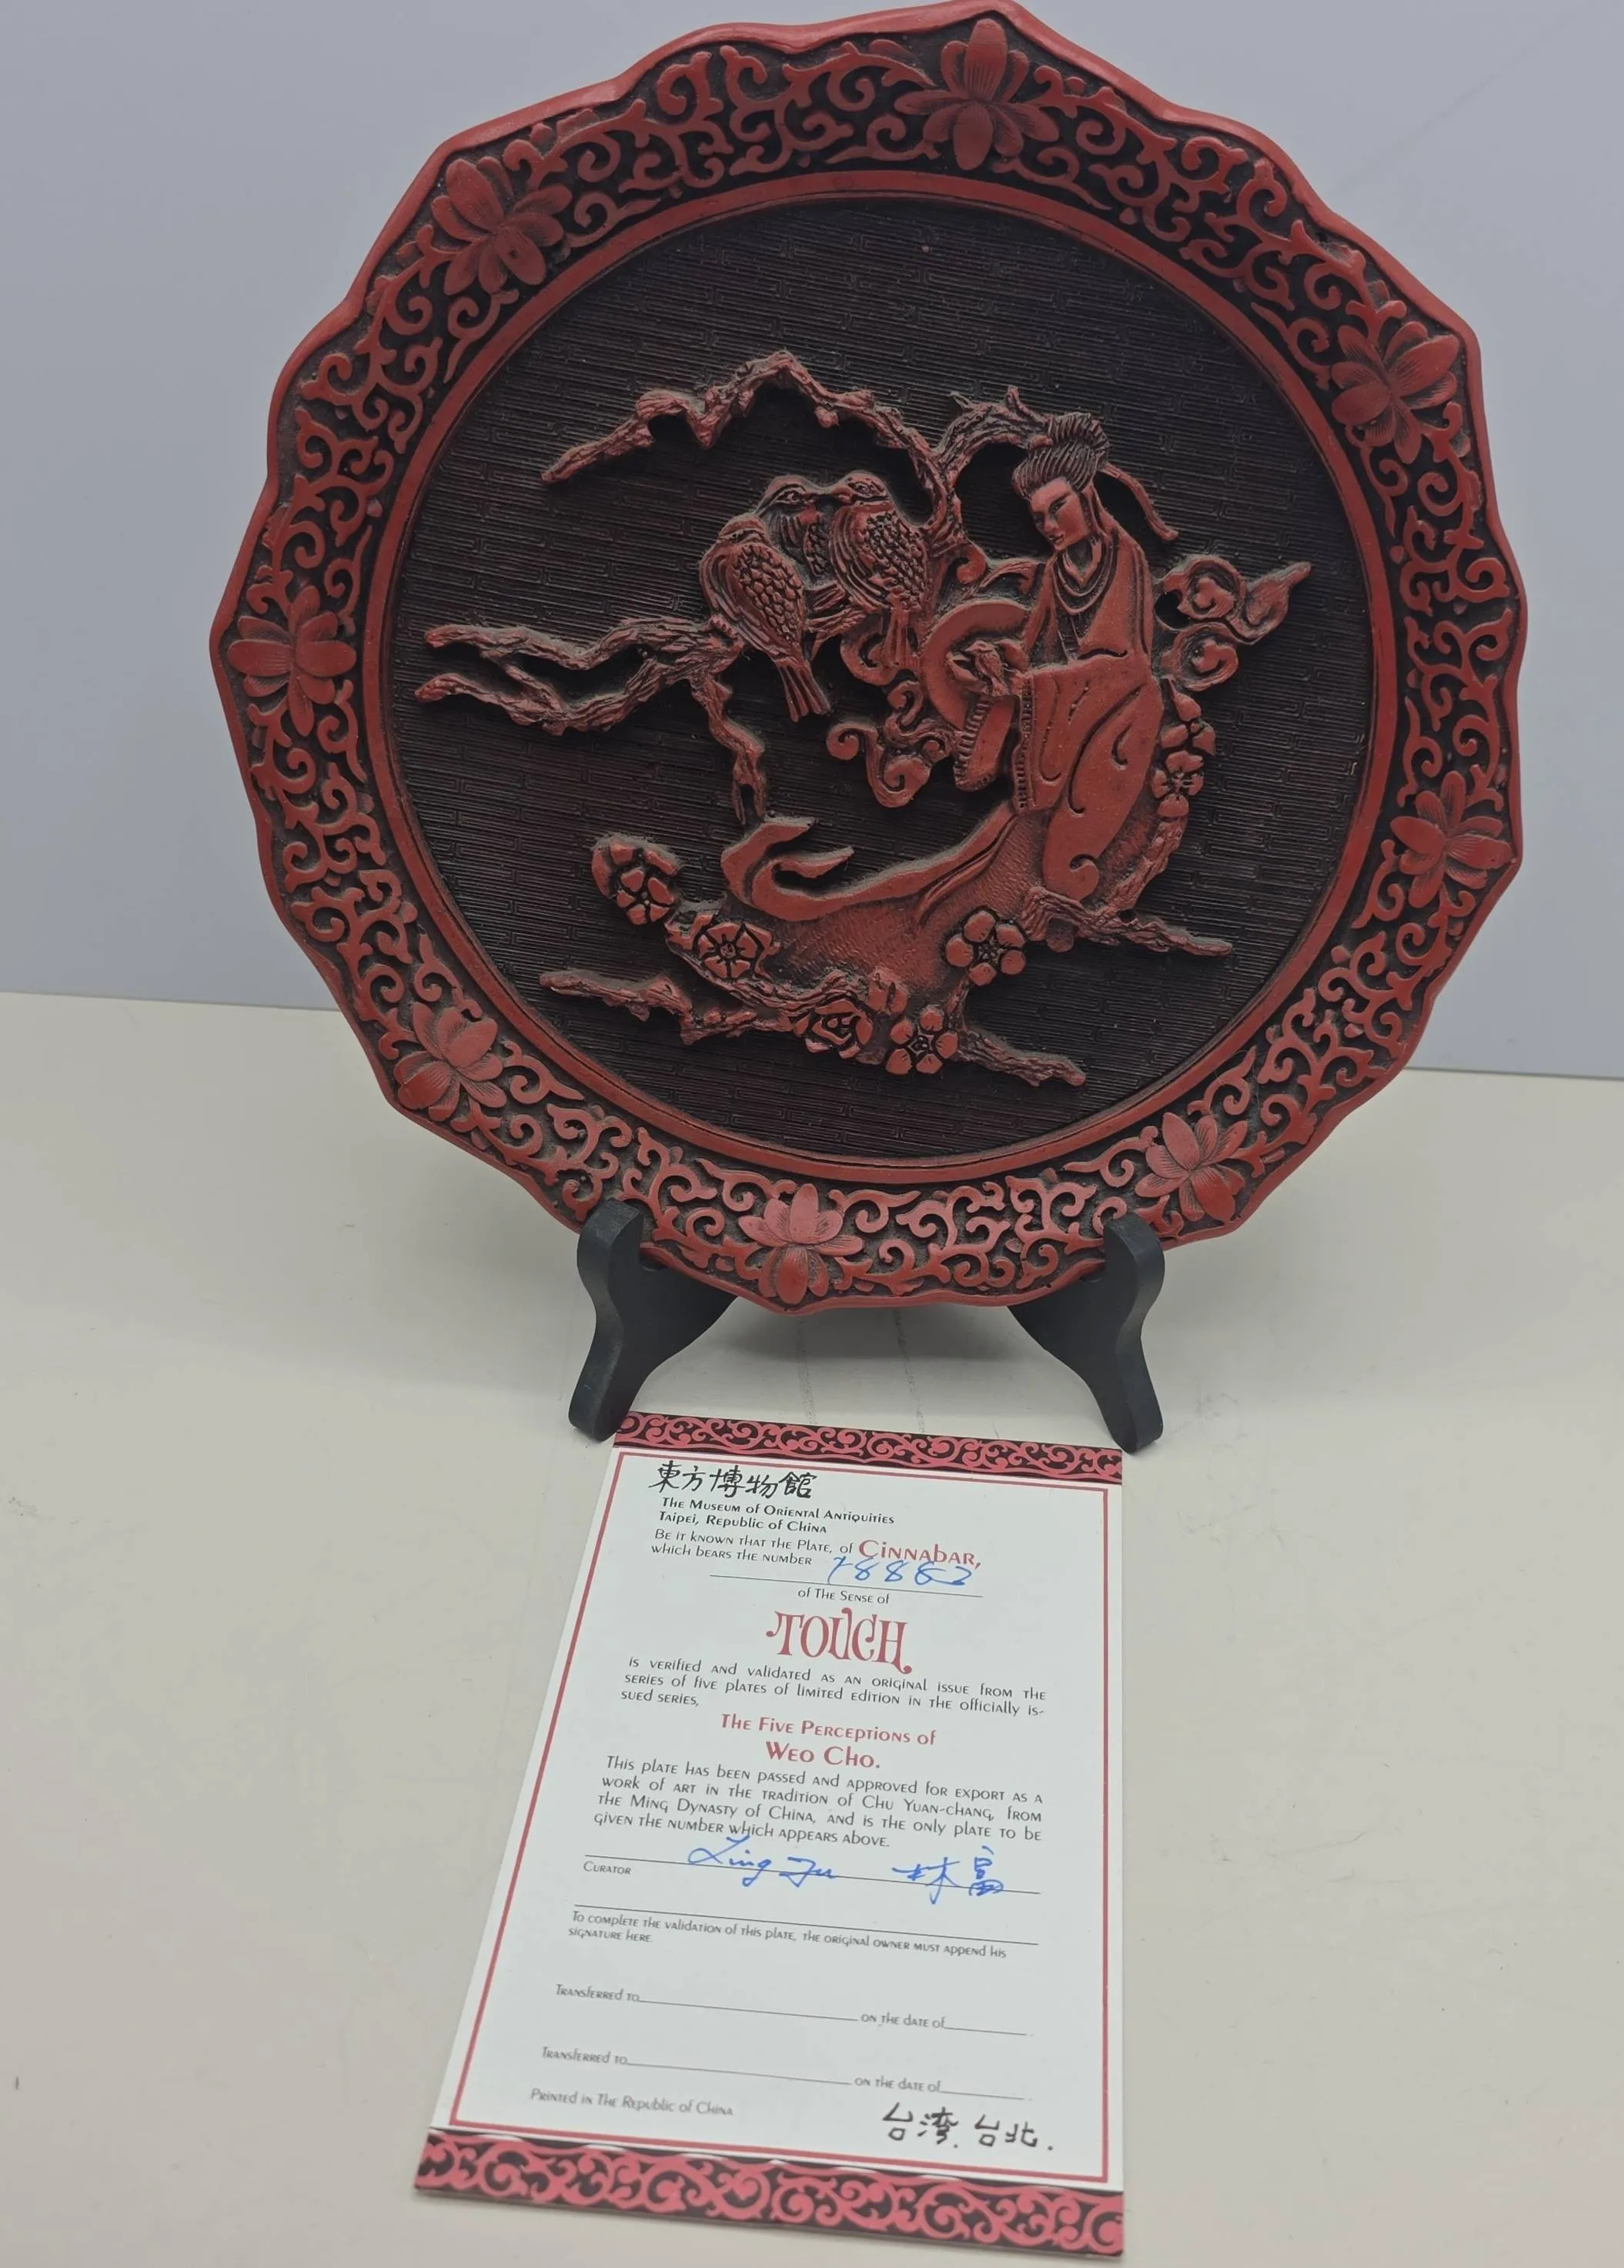 東方博物館
The Museum of Oriental Antiquities
Taipei, Republic of China
Be it known that the Plate, of Cinnabar,
which bears the number
78882
of The Sense of
TOUCH
is verified and validated as an original issue from the
series of five plates of limited edition in the officially is-
sued series,
The Five Perceptions of
Weo Cho.
This plate has been passed and approved for export as a
work of art in the tradition of Chu Yuan-chang, from
the Ming Dynasty of China, and is the only plate to be
given the number which appears above.
Ling Fu 林富
Curator
To complete the validation of this plate, the original owner must append his
signature here.
Transferred to on the date of .
Transferred to on the date of .
Printed in The Republic of China
台湾.台北.